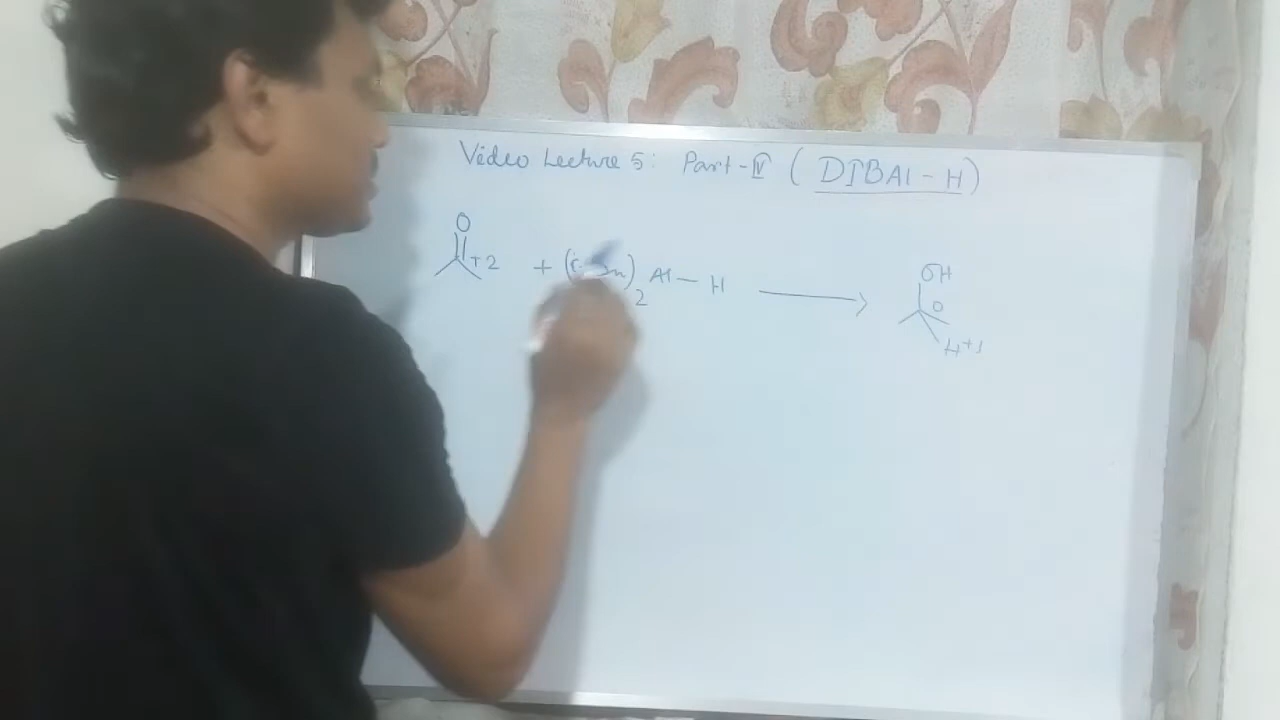 Video Lecture 5: Part-IV (DIBAl-H)
O
+2 + ( )2 Al-H
OH
O
H+1